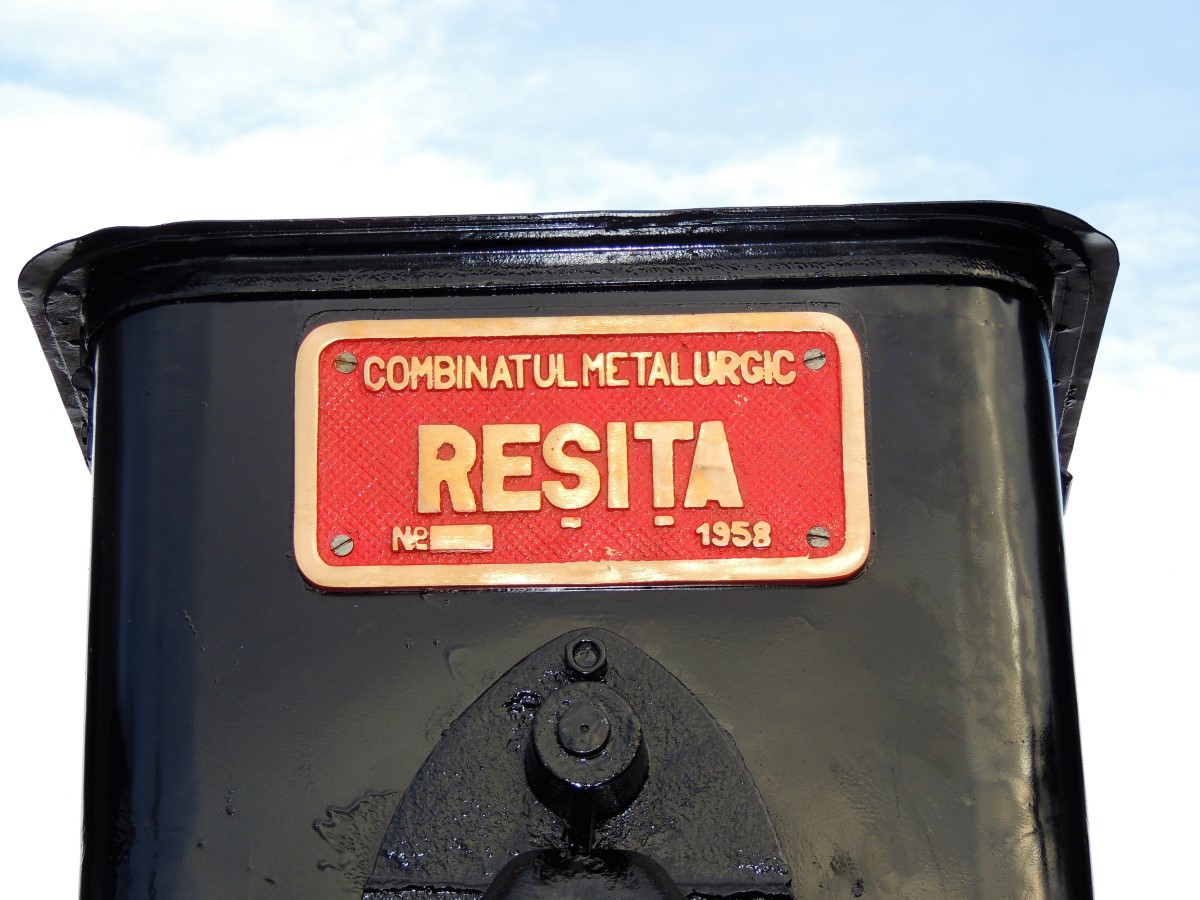 COMBINATUL METALURGIC
REȘIȚA
No 1958